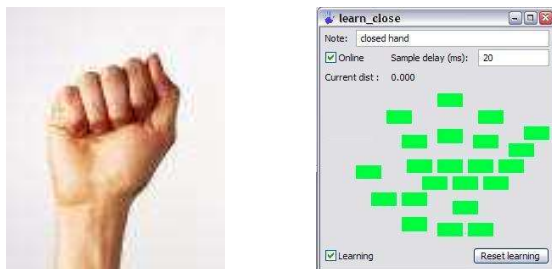 learn_close
Note: closed hand
Online Sample delay (ms): 20
Current dist : 0.000
Learning Reset learning